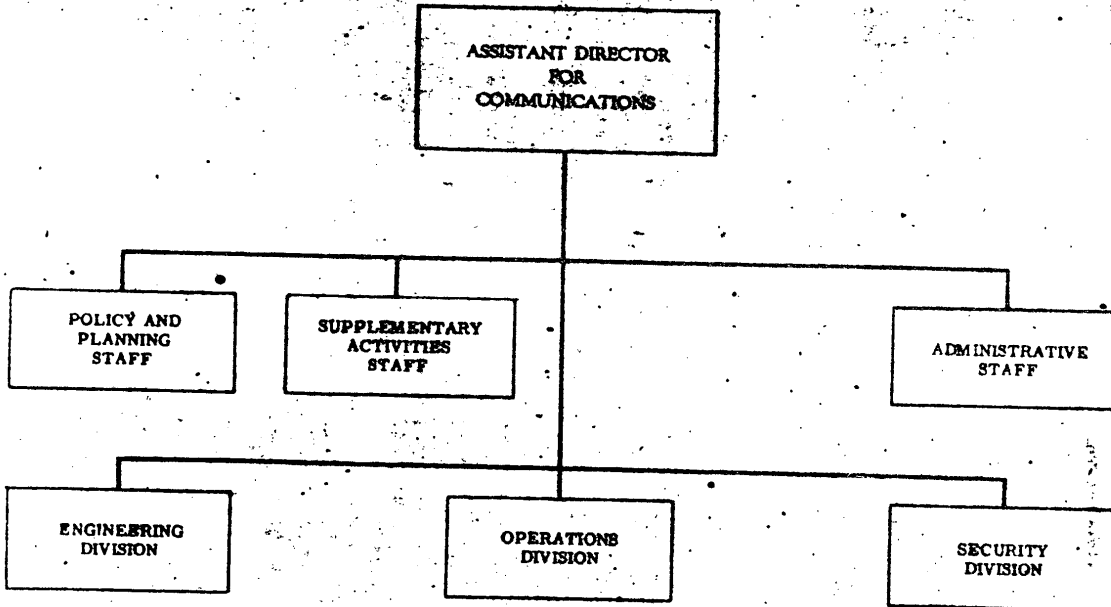 ASSISTANT DIRECTOR
FOR
COMMUNICATIONS
POLICY AND
PLANNING
STAFF
SUPPLEMENTARY
ACTIVITIES
STAFF
ADMINISTRATIVE
STAFF
ENGINEERING
DIVISION
OPERATIONS
DIVISION
SECURITY
DIVISION